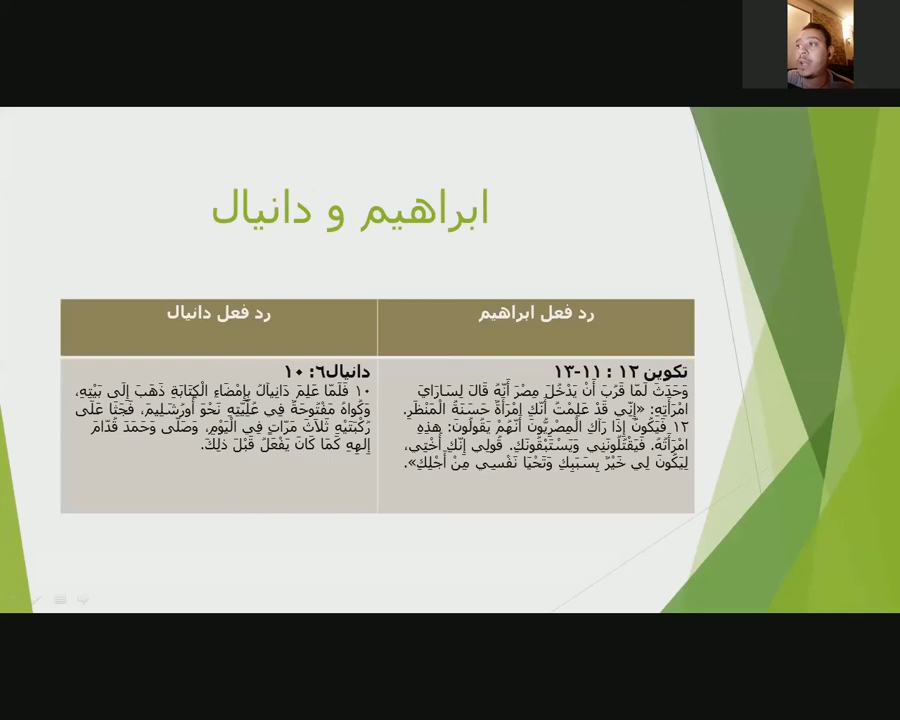 ابراهيم و دانيال
رد فعل ابراهيم
رد فعل دانيال
تكوين ١٢ : ١١-١٣
وَحَدَثَ لَمَّا قَرُبَ أَنْ يَدْخُلَ مِصْرَ أَنَّهُ قَالَ لِسَارَايَ
امْرَأَتِهِ: «إِنِّي قَدْ عَلِمْتُ أَنَّكِ امْرَأَةٌ حَسَنَةُ الْمَنْظَرِ.
١٢ فَيَكُونُ إِذَا رَآكِ الْمِصْرِيُّونَ أَنَّهُمْ يَقُولُونَ: هذِهِ
امْرَأَتُهُ. فَيَقْتُلُونَنِي وَيَسْتَبْقُونَكِ. قُولِي إِنَّكِ أُخْتِي،
لِيَكُونَ لِي خَيْرٌ بِسَبَبِكِ وَتَحْيَا نَفْسِي مِنْ أَجْلِكِ».
دانيال٦: ١٠
١٠ فَلَمَّا عَلِمَ دَانِيآلُ بِإِمْضَاءِ الْكِتَابَةِ ذَهَبَ إِلَى بَيْتِهِ،
وَكُواهُ مَفْتُوحَةٌ فِي عُلِّيَّتِهِ نَحْوَ أُورُشَلِيمَ، فَجَثَا عَلَى
رُكْبَتَيْهِ ثَلاَثَ مَرَّاتٍ فِي الْيَوْمِ، وَصَلَّى وَحَمَدَ قُدَّامَ
إِلهِهِ كَمَا كَانَ يَفْعَلُ قَبْلَ ذلِكَ.